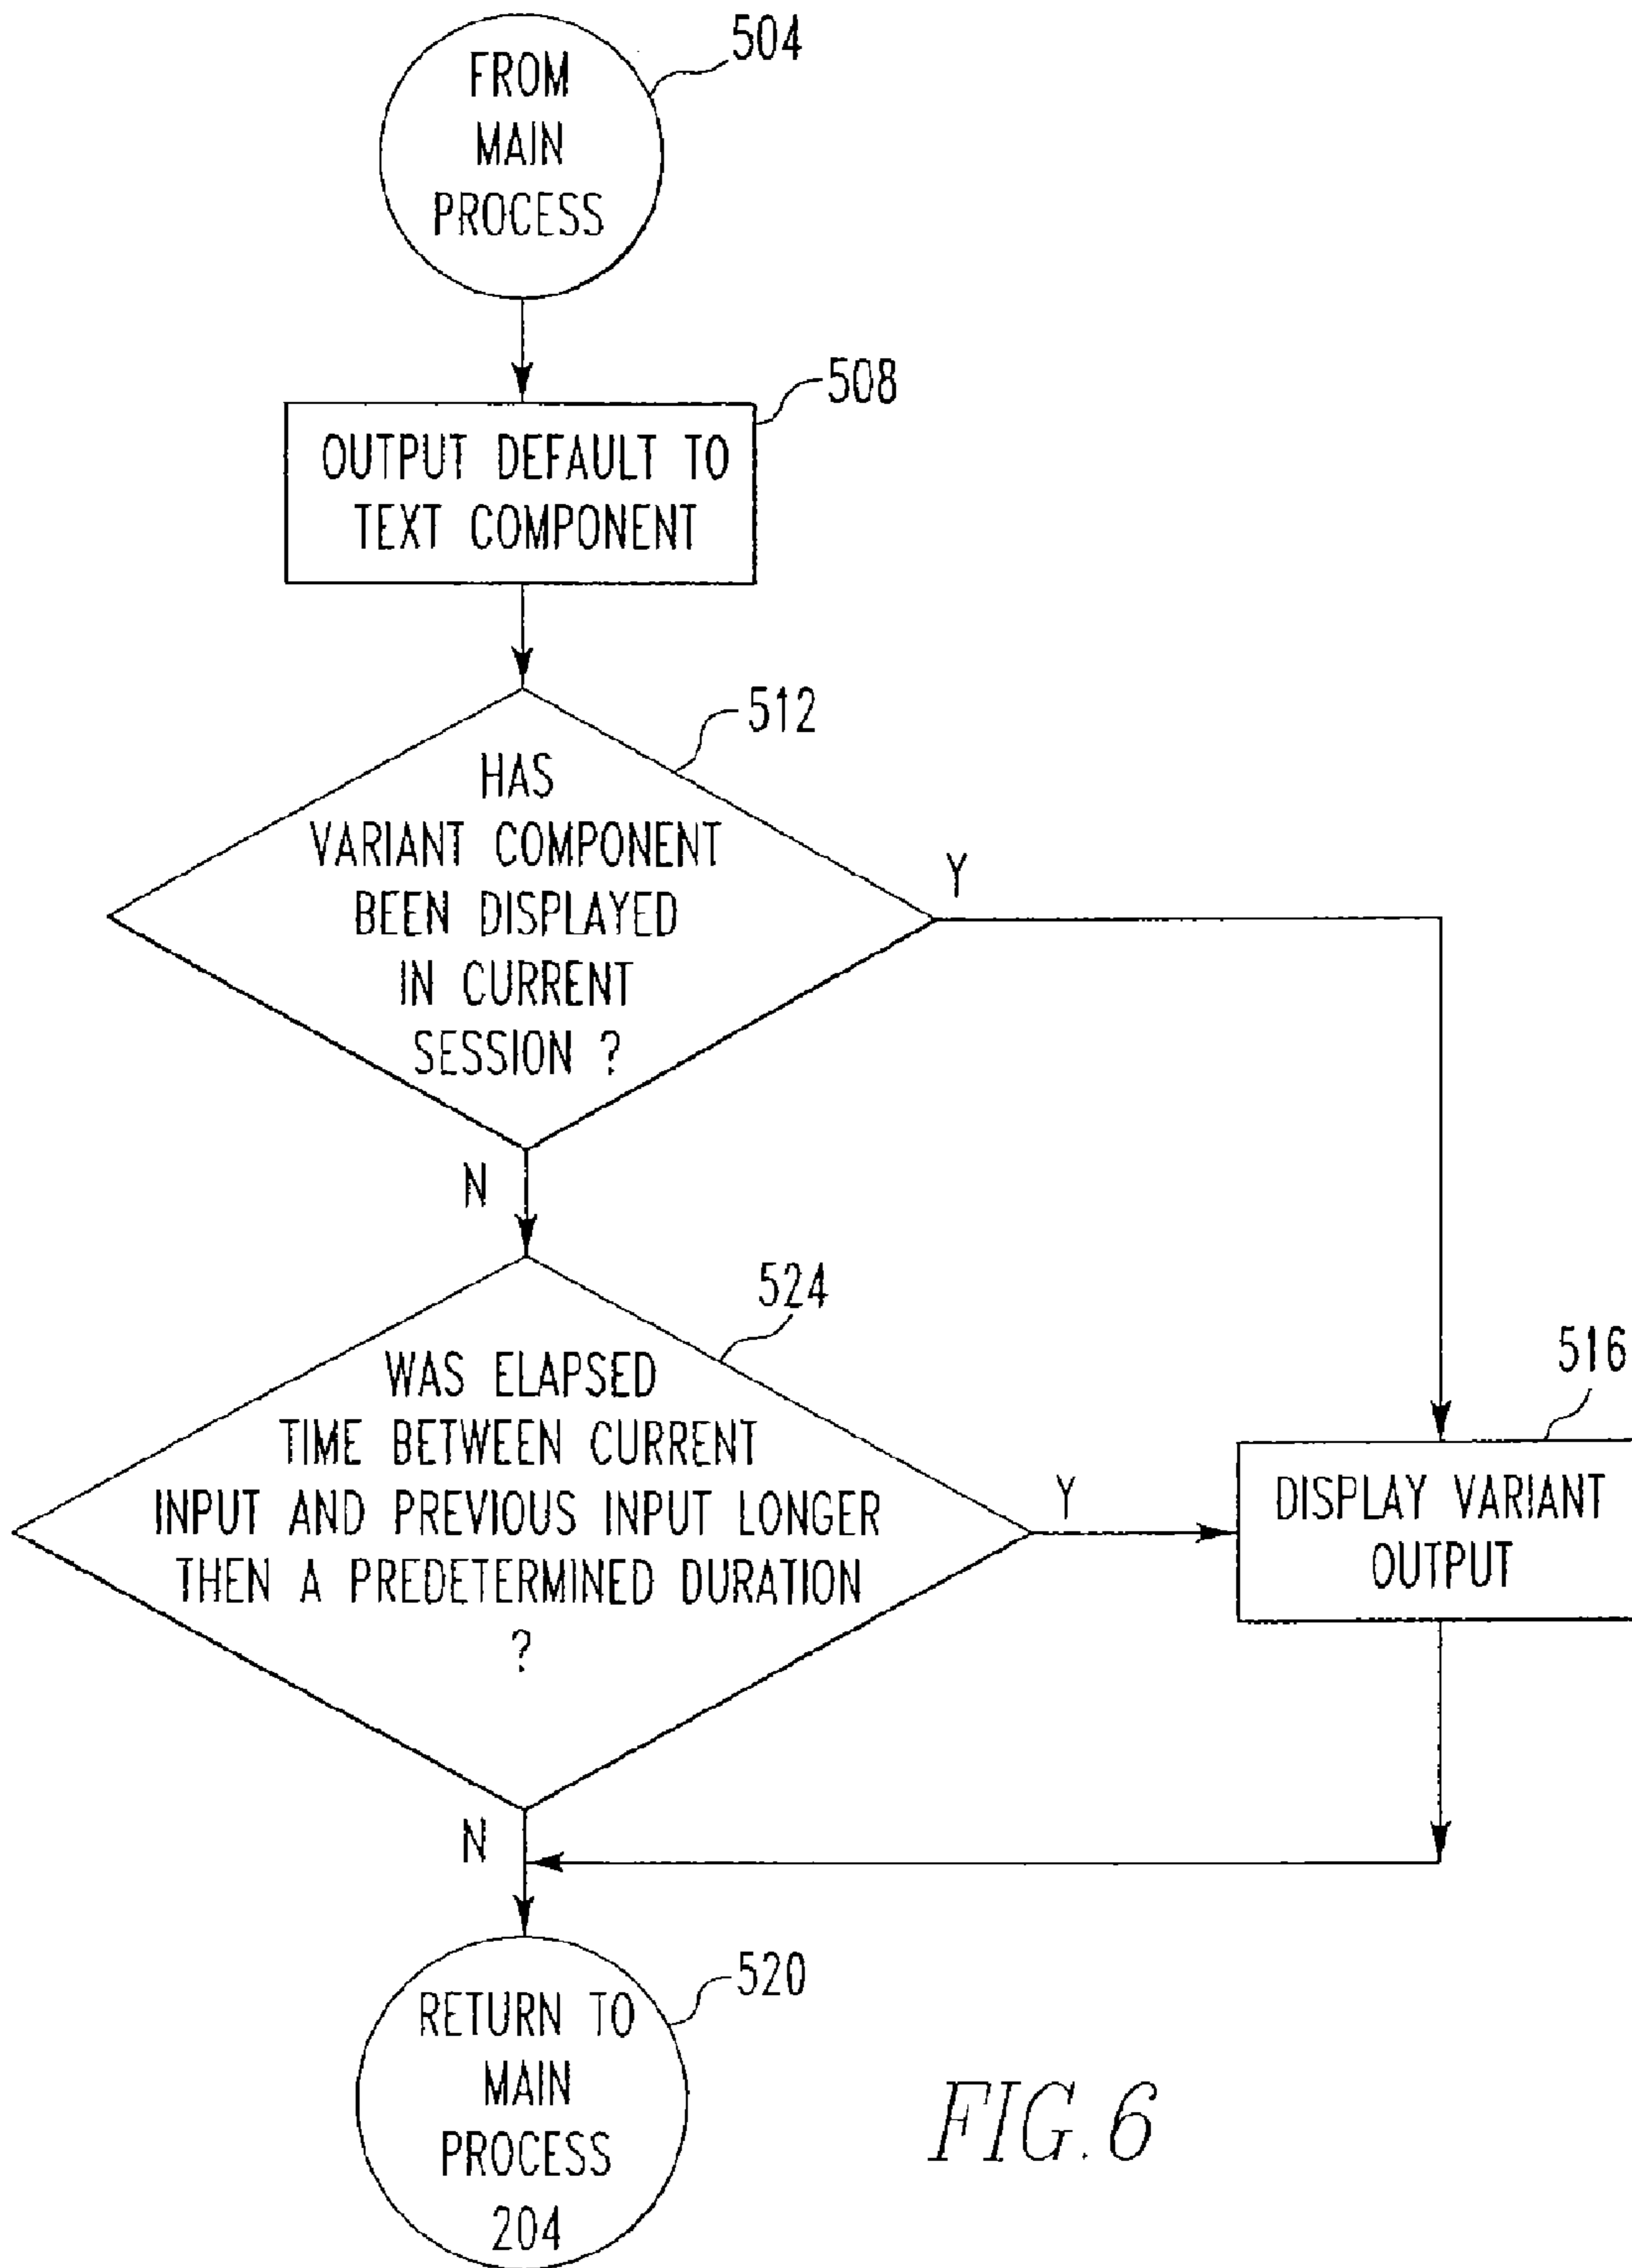 FROM
MAIN
PROCESS
504
OUTPUT DEFAULT TO
TEXT COMPONENT
508
HAS
VARIANT COMPONENT
BEEN DISPLAYED
IN CURRENT
SESSION ?
512
Y
N
WAS ELAPSED
TIME BETWEEN CURRENT
INPUT AND PREVIOUS INPUT LONGER
THEN A PREDETERMINED DURATION
?
524
Y
DISPLAY VARIANT
OUTPUT
516
N
RETURN TO
MAIN
PROCESS
204
520
FIG.6